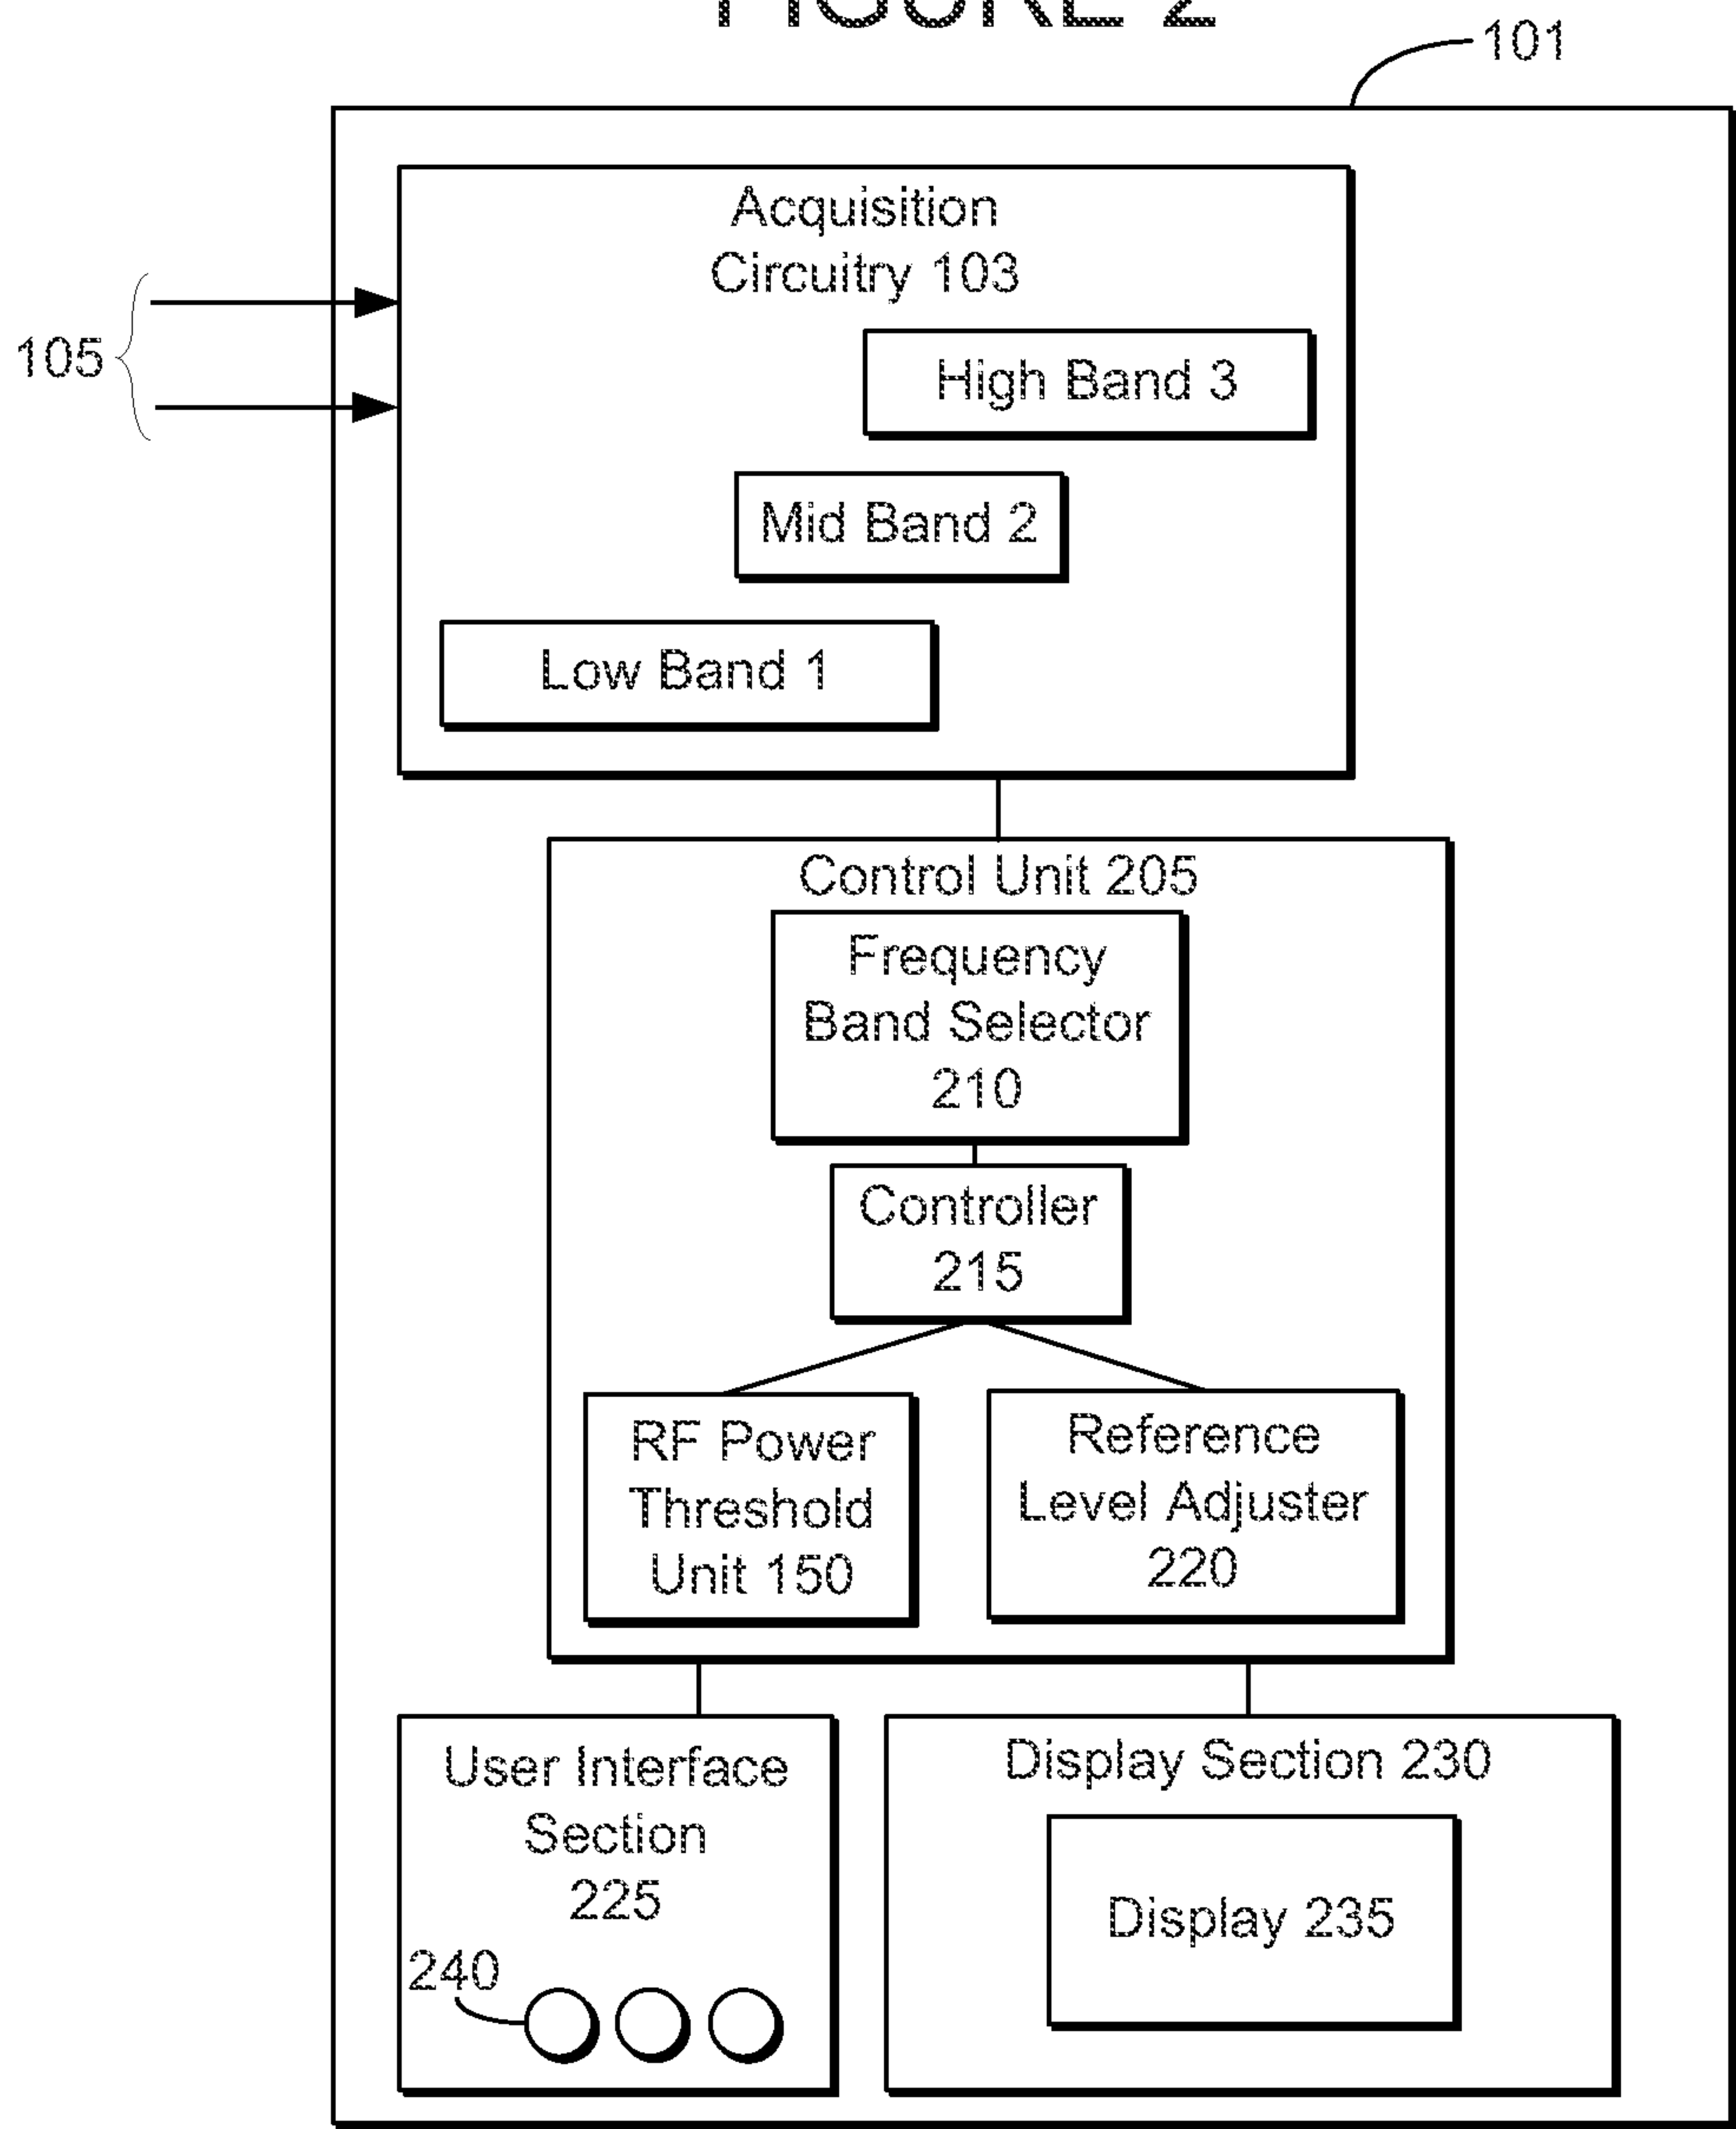 FIGURE 2
101
Acquisition
Circuitry 103
105
High Band 3
Mid Band 2
Low Band 1
Control Unit 205
Frequency
Band Selector
210
Controller
215
RF Power
Threshold
Unit 150
Reference
Level Adjuster
220
User Interface
Section
225
240
Display Section 230
Display 235